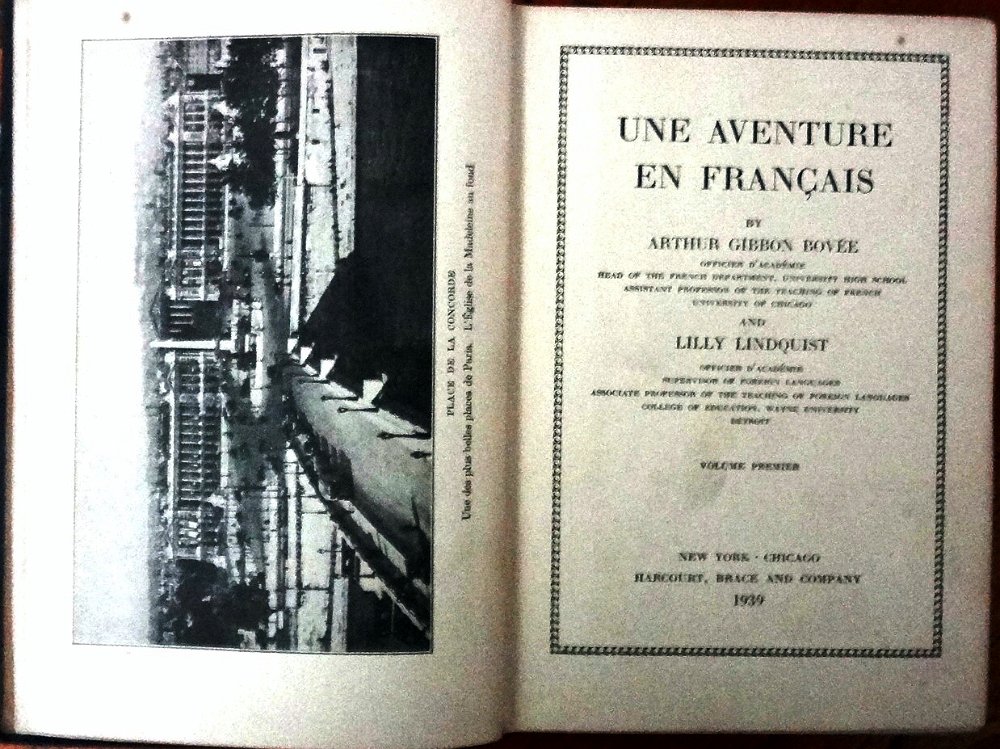 PLACE DE LA CONCORDE
Une des plus belles places de Paris. L'Église de la Madeleine au fond
UNE AVENTURE
EN FRANÇAIS
BY
ARTHUR GIBBON BOVÉE
OFFICIER D'ACADÉMIE
HEAD OF THE FRENCH DEPARTMENT, UNIVERSITY HIGH SCHOOL
ASSISTANT PROFESSOR OF THE TEACHING OF FRENCH
UNIVERSITY OF CHICAGO
AND
LILLY LINDQUIST
OFFICIER D'ACADÉMIE
SUPERVISOR OF FOREIGN LANGUAGES
ASSOCIATE PROFESSOR OF THE TEACHING OF FOREIGN LANGUAGES
COLLEGE OF EDUCATION, WAYNE UNIVERSITY
DETROIT
VOLUME PREMIER
NEW YORK · CHICAGO
HARCOURT, BRACE AND COMPANY
1939